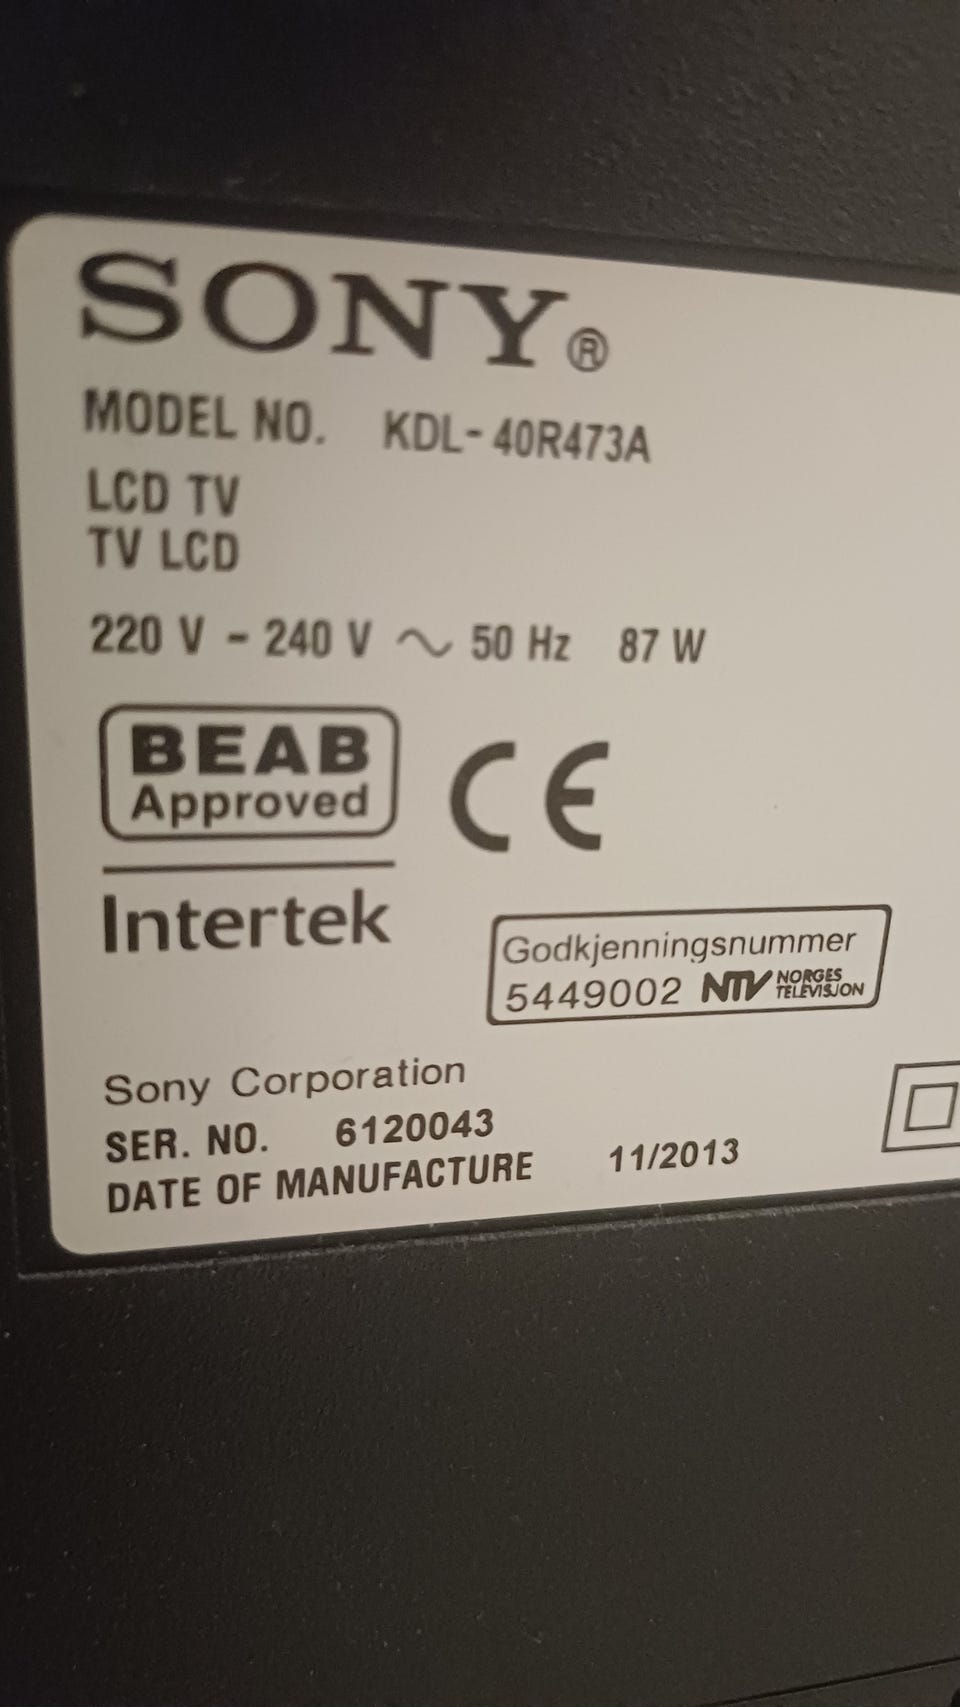 SONY®
MODEL NO. KDL-40R473A
LCD TV
TV LCD
220 V - 240 V ~ 50 Hz 87 W
BEAB
Approved
CE
Intertek
Godkjenningsnummer
5449002 NTV NORGES
TELEVISJON
Sony Corporation
SER. NO. 6120043
DATE OF MANUFACTURE 11/2013